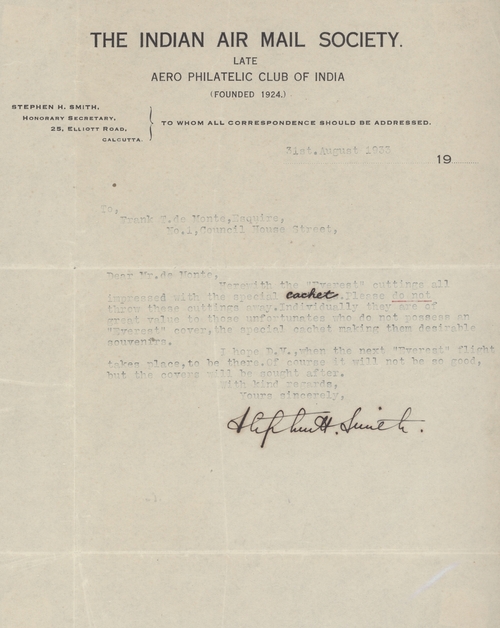 THE INDIAN AIR MAIL SOCIETY.
LATE
AERO PHILATELIC CLUB OF INDIA
(FOUNDED 1924.)
STEPHEN H. SMITH,
HONORARY SECRETARY,
25, ELLIOTT ROAD,
CALCUTTA.
TO WHOM ALL CORRESPONDENCE SHOULD BE ADDRESSED.
31st.August 1933
19
To,
Frank E.de Monte,Esquire,
No.1,Council House Street,
Dear Mr.de Monte,
Herewith the "Everest" cuttings all
impressed with the special cachet.Please do not
throw these cuttings away.Individually they are of
great value to those unfortunates who do not possess an
"Everest" cover,the special cachet making them desirable
souvenirs.
I hope D.V.,when the next "Everest" flight
takes place,to be there.Of course it will not be so good,
but the covers will be sought after.
With kind regards,
Yours sincerely,
Stephen H. Smith.